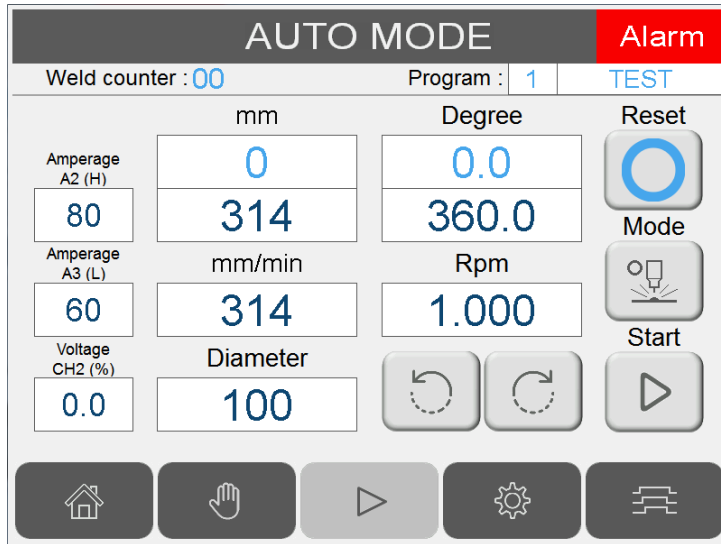 AUTO MODE
Alarm
Weld counter : 00
Program : 1 TEST
mm
Degree
Reset
Amperage
A2 (H)
0
0.0
80
314
360.0
Mode
Amperage
A3 (L)
mm/min
Rpm
60
314
1.000
Start
Voltage
CH2 (%)
Diameter
0.0
100